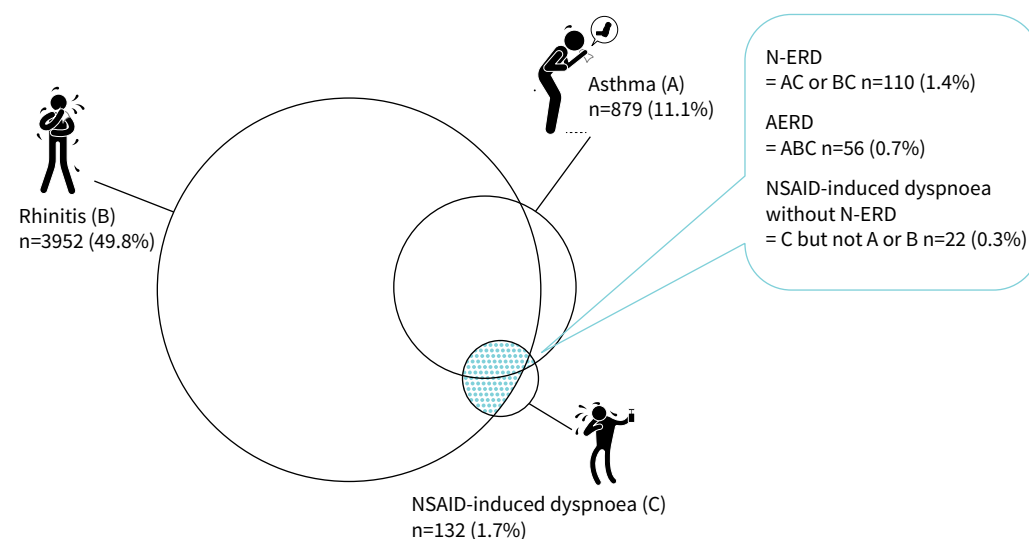 Asthma (A)
n=879 (11.1%)
Rhinitis (B)
n=3952 (49.8%)
N-ERD
= AC or BC n=110 (1.4%)
AERD
= ABC n=56 (0.7%)
NSAID-induced dyspnoea
without N-ERD
= C but not A or B n=22 (0.3%)
NSAID-induced dyspnoea (C)
n=132 (1.7%)